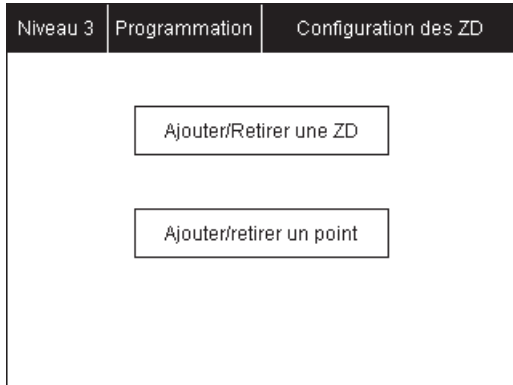 Niveau 3 Programmation Configuration des ZD
Ajouter/Retirer une ZD
Ajouter/retirer un point